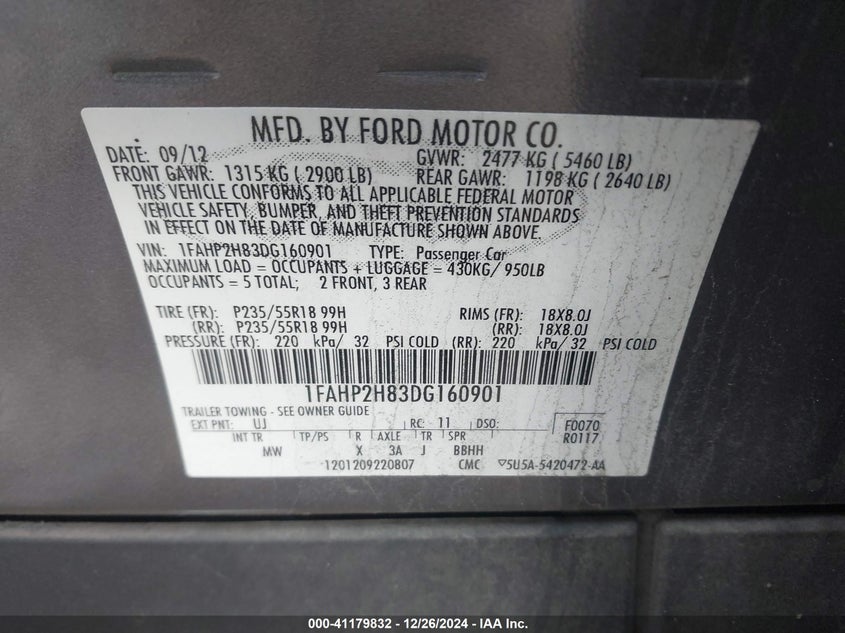 MFD. BY FORD MOTOR CO.
DATE: 09/12 GVWR: 2477 KG ( 5460 LB)
FRONT GAWR: 1315 KG ( 2900 LB) REAR GAWR: 1198 KG ( 2640 LB)
THIS VEHICLE CONFORMS TO ALL APPLICABLE FEDERAL MOTOR
VEHICLE SAFETY, BUMPER, AND THEFT PREVENTION STANDARDS
IN EFFECT ON THE DATE OF MANUFACTURE SHOWN ABOVE.
VIN: 1FAHP2H83DG160901 TYPE: Passenger Car
MAXIMUM LOAD = OCCUPANTS + LUGGAGE = 430KG/ 950LB
OCCUPANTS = 5 TOTAL; 2 FRONT, 3 REAR
TIRE (FR): P235/55R18 99H RIMS (FR): 18X8.0J
(RR): P235/55R18 99H (RR): 18X8.0J
PRESSURE (FR): 220 kPa/ 32 PSI COLD (RR): 220 kPa/ 32 PSI COLD
1FAHP2H83DG160901
TRAILER TOWING - SEE OWNER GUIDE
EXT PNT: UJ RC: 11 DSO: F0070
INT TR TP/PS R AXLE TR SPR R0117
MW X 3A J BBHH
1201209220807 CMC 5U5A-5420472-AA
000-41179832 - 12/26/2024 - IAA Inc.